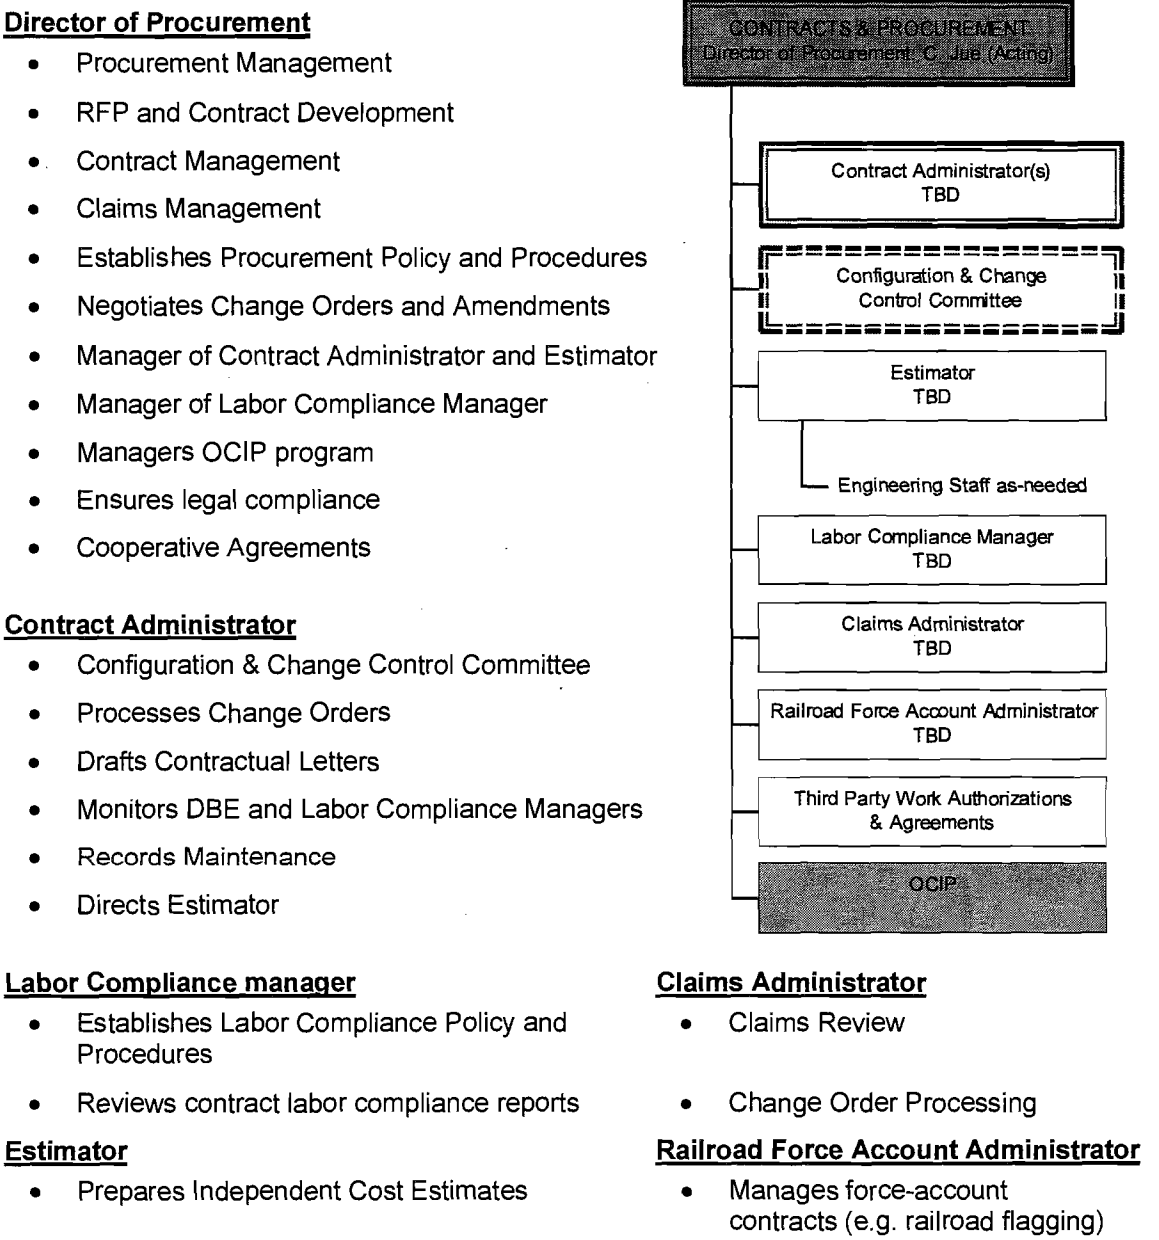 Director of Procurement
• Procurement Management
• RFP and Contract Development
• Contract Management
• Claims Management
• Establishes Procurement Policy and Procedures
• Negotiates Change Orders and Amendments
• Manager of Contract Administrator and Estimator
• Manager of Labor Compliance Manager
• Managers OCIP program
• Ensures legal compliance
• Cooperative Agreements
Contract Administrator
• Configuration & Change Control Committee
• Processes Change Orders
• Drafts Contractual Letters
• Monitors DBE and Labor Compliance Managers
• Records Maintenance
• Directs Estimator
CONTRACTS & PROCUREMENT
Director of Procurement, C. Jue (Acting)
Contract Administrator(s)
TBD
Configuration & Change
Control Committee
Estimator
TBD
Engineering Staff as-needed
Labor Compliance Manager
TBD
Claims Administrator
TBD
Railroad Force Account Administrator
TBD
Third Party Work Authorizations
& Agreements
OCIP
Labor Compliance manager
• Establishes Labor Compliance Policy and
Procedures
• Reviews contract labor compliance reports
Estimator
• Prepares Independent Cost Estimates
Claims Administrator
• Claims Review
• Change Order Processing
Railroad Force Account Administrator
• Manages force-account
contracts (e.g. railroad flagging)